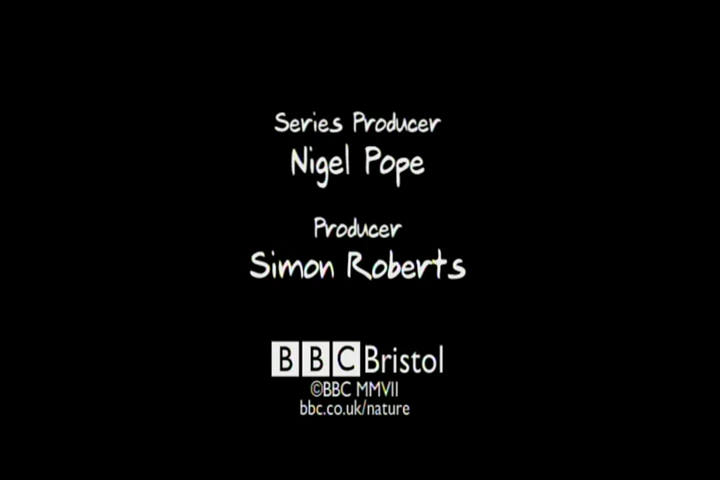 Series Producer
Nigel Pope
Producer
Simon Roberts
BBC Bristol
©BBC MMVII
bbc.co.uk/nature